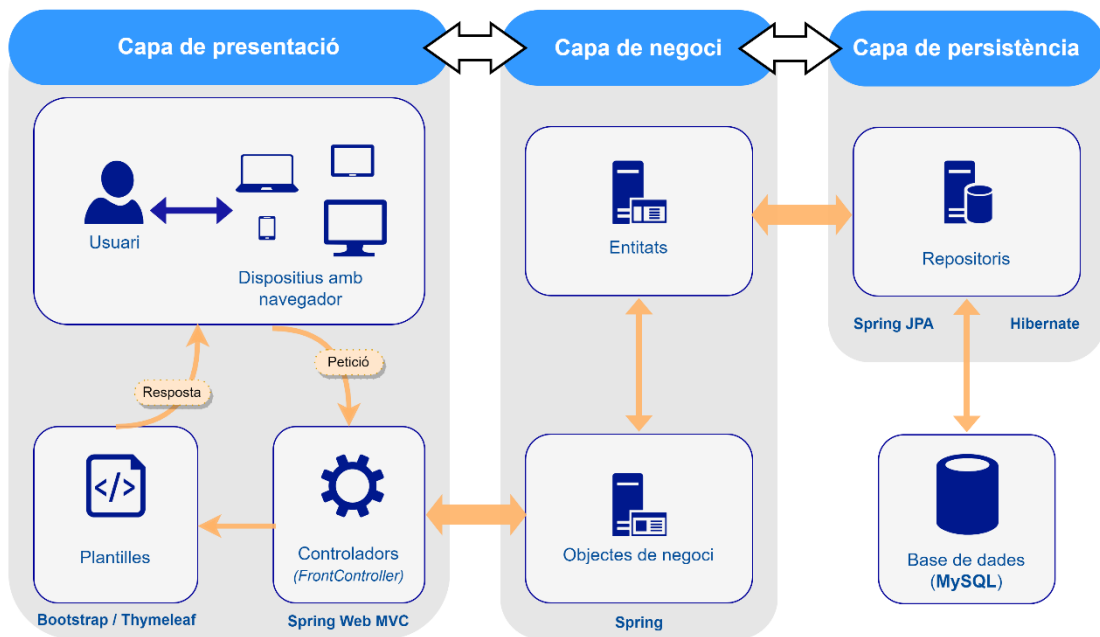 Capa de presentació
Capa de negoci
Capa de persistència
Usuari
Dispositius amb
navegador
Petició
Resposta
Plantilles
Controladors
(FrontController)
Bootstrap / Thymeleaf
Spring Web MVC
Entitats
Objectes de negoci
Spring
Repositoris
Spring JPA
Hibernate
Base de dades
(MySQL)